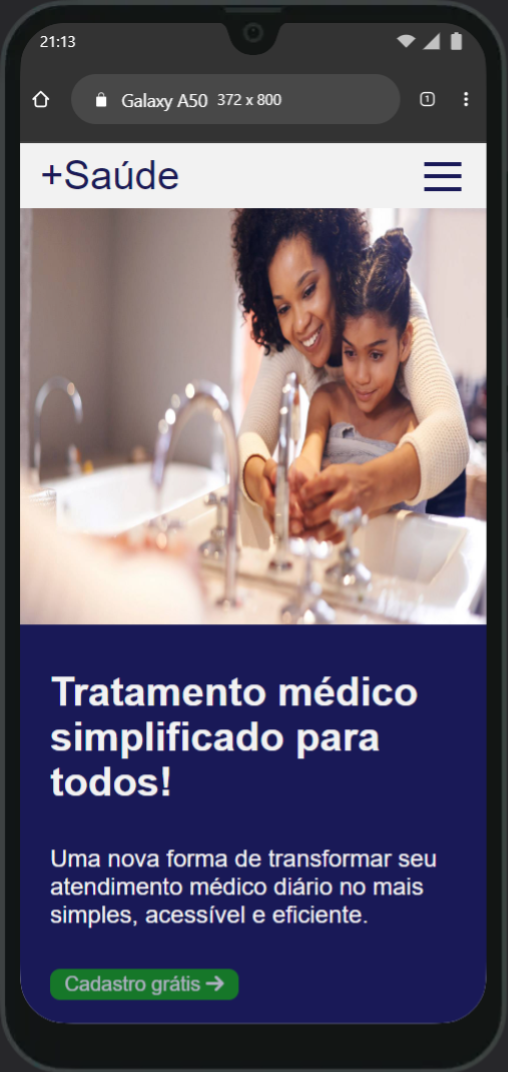 21:13
Galaxy A50 372 x 800
1
+Saúde
Tratamento médico
simplificado para
todos!
Uma nova forma de transformar seu
atendimento médico diário no mais
simples, acessível e eficiente.
Cadastro grátis →